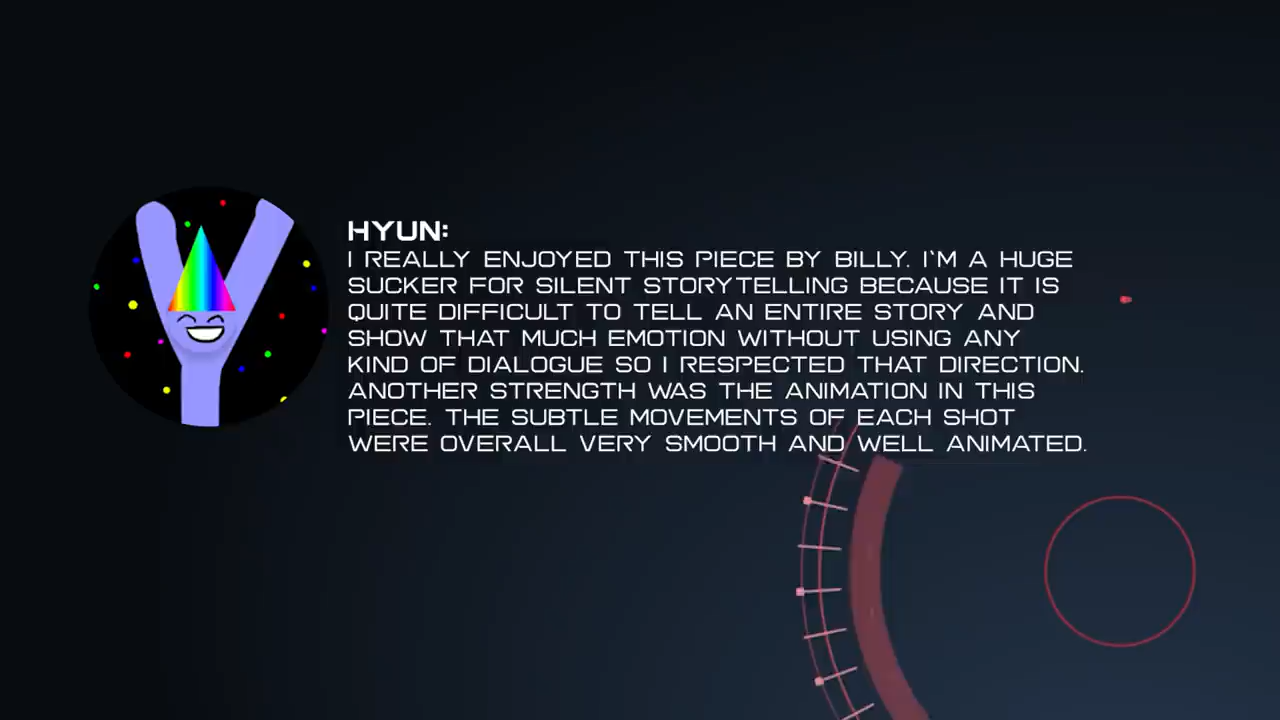 HYUN:
I REALLY ENJOYED THIS PIECE BY BILLY. I'M A HUGE
SUCKER FOR SILENT STORYTELLING BECAUSE IT IS
QUITE DIFFICULT TO TELL AN ENTIRE STORY AND
SHOW THAT MUCH EMOTION WITHOUT USING ANY
KIND OF DIALOGUE SO I RESPECTED THAT DIRECTION.
ANOTHER STRENGTH WAS THE ANIMATION IN THIS
PIECE. THE SUBTLE MOVEMENTS OF EACH SHOT
WERE OVERALL VERY SMOOTH AND WELL ANIMATED.